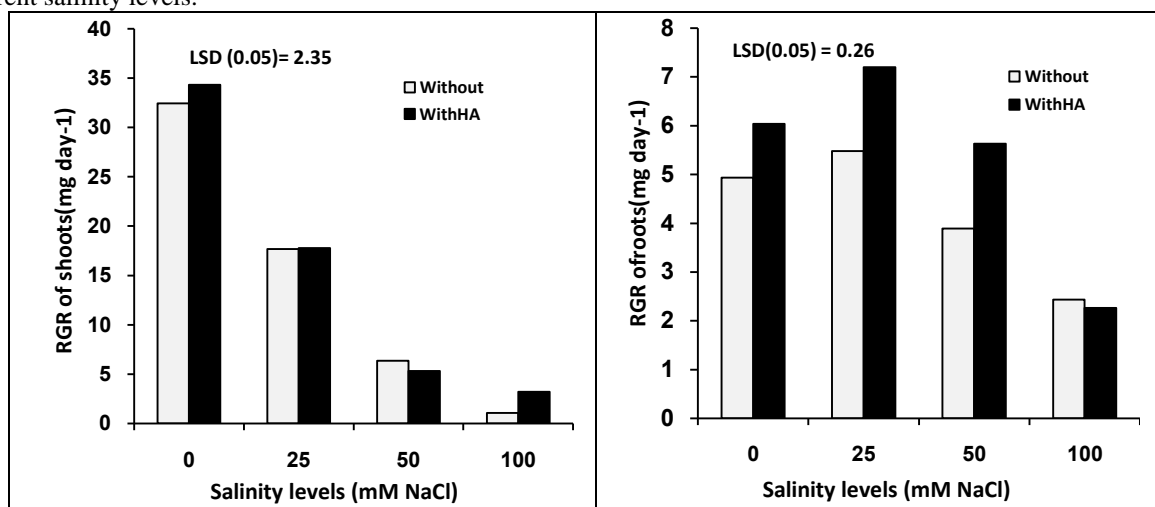 rent salinity levels.
LSD (0.05)= 2.35
Without
WithHA
RGR of shoots(mg day-1)
40
35
30
25
20
15
10
5
0
0 25 50 100
Salinity levels (mM NaCl)
LSD(0.05) = 0.26
Without
WithHA
RGR ofroots(mg day-1)
8
7
6
5
4
3
2
1
0
0 25 50 100
Salinity levels (mM NaCl)